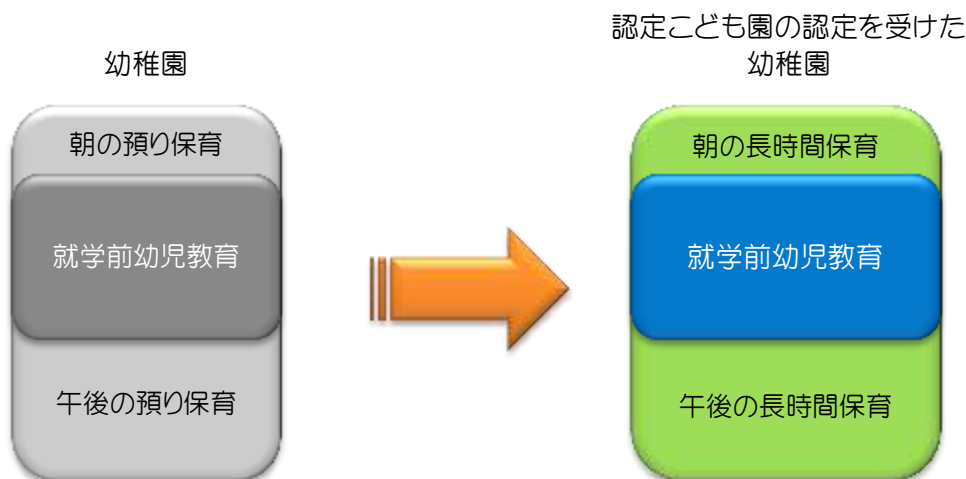 幼稚園
朝の預り保育
就学前幼児教育
午後の預り保育
認定こども園の認定を受けた
幼稚園
朝の長時間保育
就学前幼児教育
午後の長時間保育